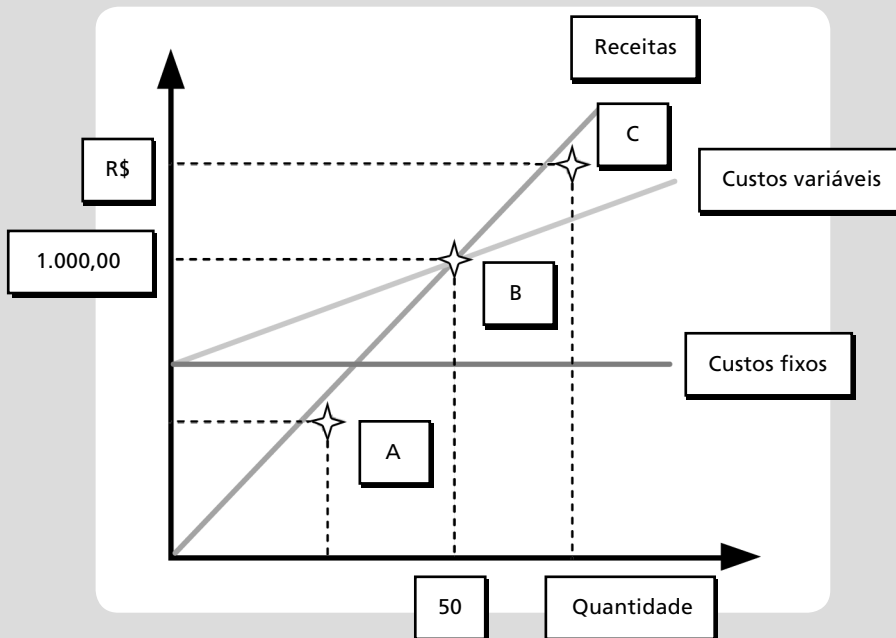 Receitas
C
R$
Custos variáveis
1.000,00
B
Custos fixos
A
50
Quantidade